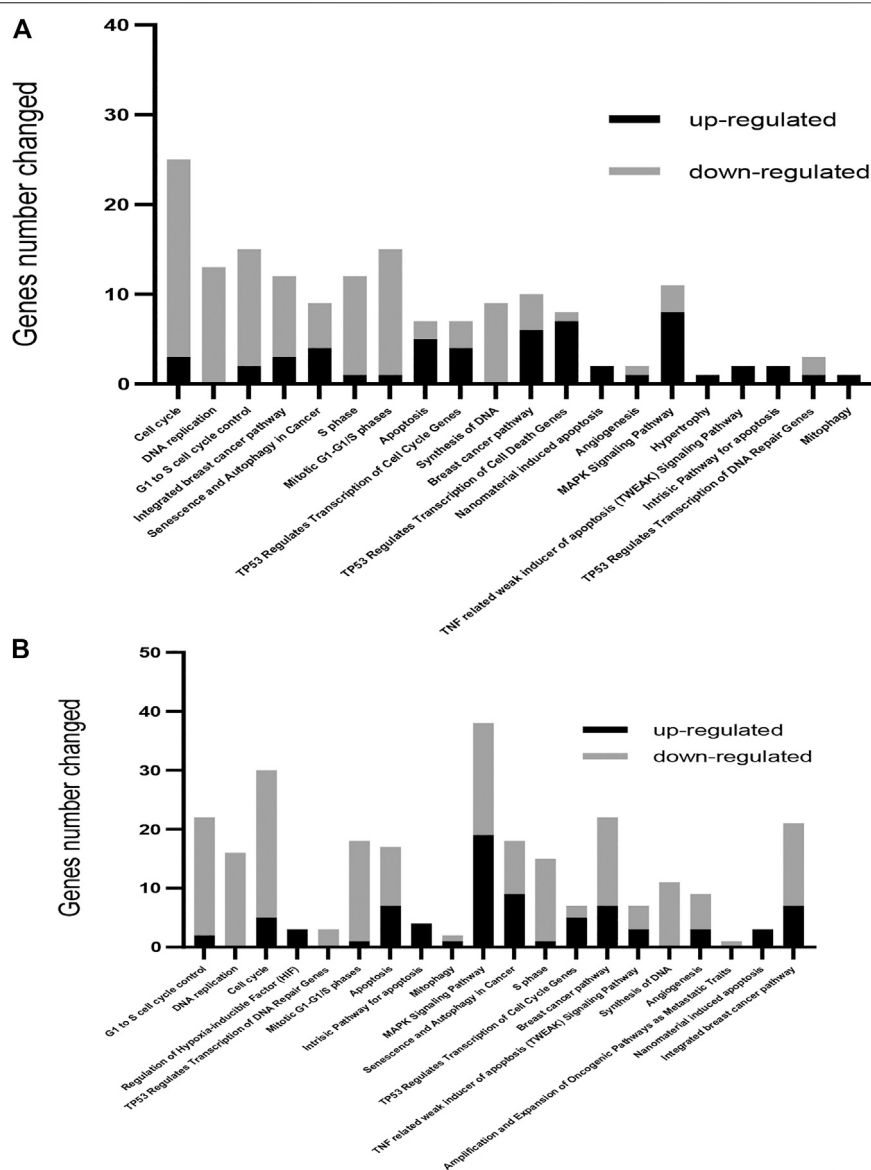 A
Genes number changed
40
30
20
10
0
up-regulated
down-regulated
Cell cycle
DNA replication
G1 to S cell cycle control
Integrated breast cancer pathway
Senescence and Autophagy in Cancer
S phase
Mitotic G1-G1/S phases
Apoptosis
TP53 Regulates Transcription of Cell Cycle Genes
Synthesis of DNA
Breast cancer pathway
TP53 Regulates Transcription of Cell Death Genes
Nanomaterial induced apoptosis
Angiogenesis
MAPK Signaling Pathway
Hypertrophy
TNF related weak inducer of apoptosis (TWEAK) Signaling Pathway
Intrisic Pathway for apoptosis
TP53 Regulates Transcription of DNA Repair Genes
Mitophagy
B
Genes number changed
50
40
30
20
10
0
up-regulated
down-regulated
G1 to S cell cycle control
DNA replication
Cell cycle
Regulation of Hypoxia-inducible Factor (HIF)
TP53 Regulates Transcription of DNA Repair Genes
Mitotic G1-G1/S phases
Apoptosis
Intrisic Pathway for apoptosis
Mitophagy
MAPK Signaling Pathway
Senescence and Autophagy in Cancer
S phase
TP53 Regulates Transcription of Cell Cycle Genes
Breast cancer pathway
TNF related weak inducer of apoptosis (TWEAK) Signaling Pathway
Synthesis of DNA
Angiogenesis
Amplification and Expansion of Oncogenic Pathways as Metastatic Traits
Nanomaterial induced apoptosis
Integrated breast cancer pathway